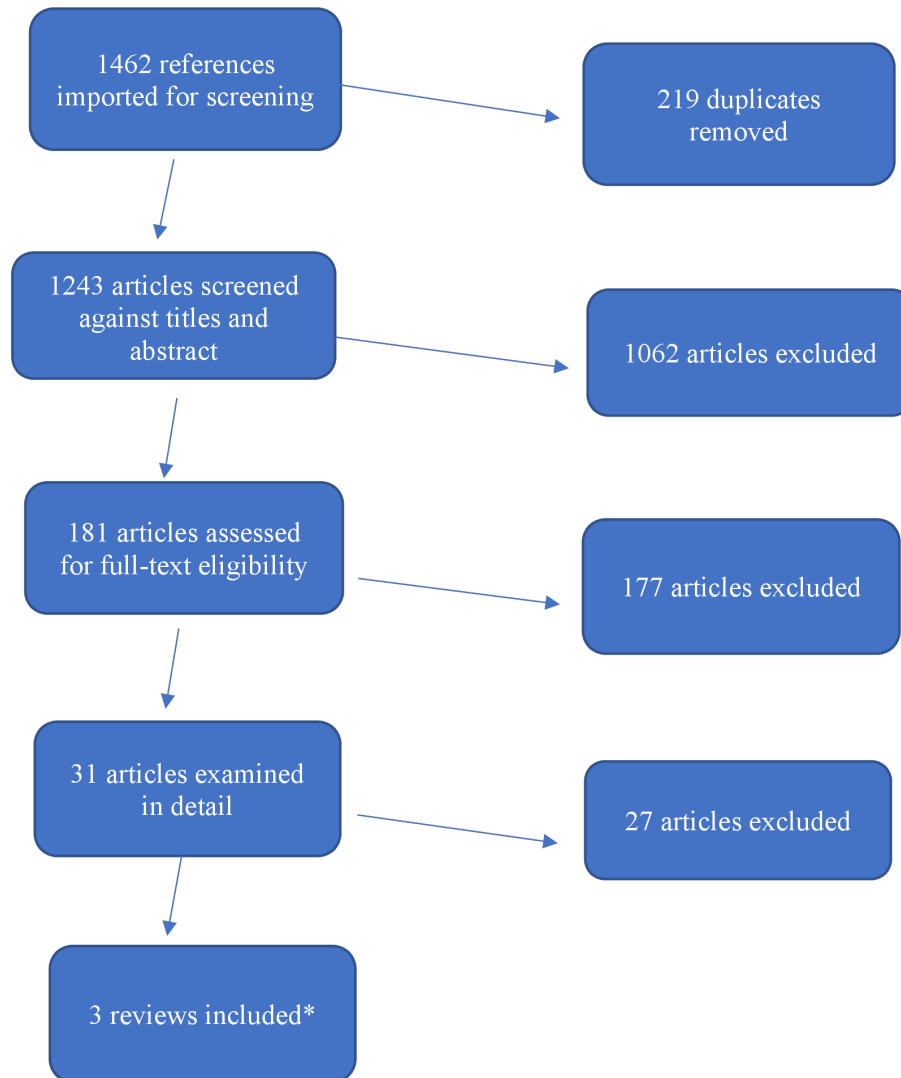 1462 references
imported for screening
219 duplicates
removed
1243 articles screened
against titles and
abstract
1062 articles excluded
181 articles assessed
for full-text eligibility
177 articles excluded
31 articles examined
in detail
27 articles excluded
3 reviews included*